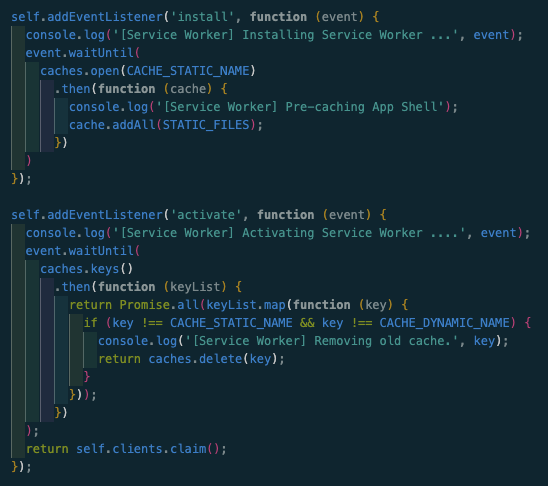 self.addEventListener('install', function (event) {
  console.log('[Service Worker] Installing Service Worker ...', event);
  event.waitUntil(
    caches.open(CACHE_STATIC_NAME)
      .then(function (cache) {
        console.log('[Service Worker] Pre-caching App Shell');
        cache.addAll(STATIC_FILES);
      })
  )
});

self.addEventListener('activate', function (event) {
  console.log('[Service Worker] Activating Service Worker ....', event);
  event.waitUntil(
    caches.keys()
      .then(function (keyList) {
        return Promise.all(keyList.map(function (key) {
          if (key !== CACHE_STATIC_NAME && key !== CACHE_DYNAMIC_NAME) {
            console.log('[Service Worker] Removing old cache.', key);
            return caches.delete(key);
          }
        }));
      })
  );
  return self.clients.claim();
});